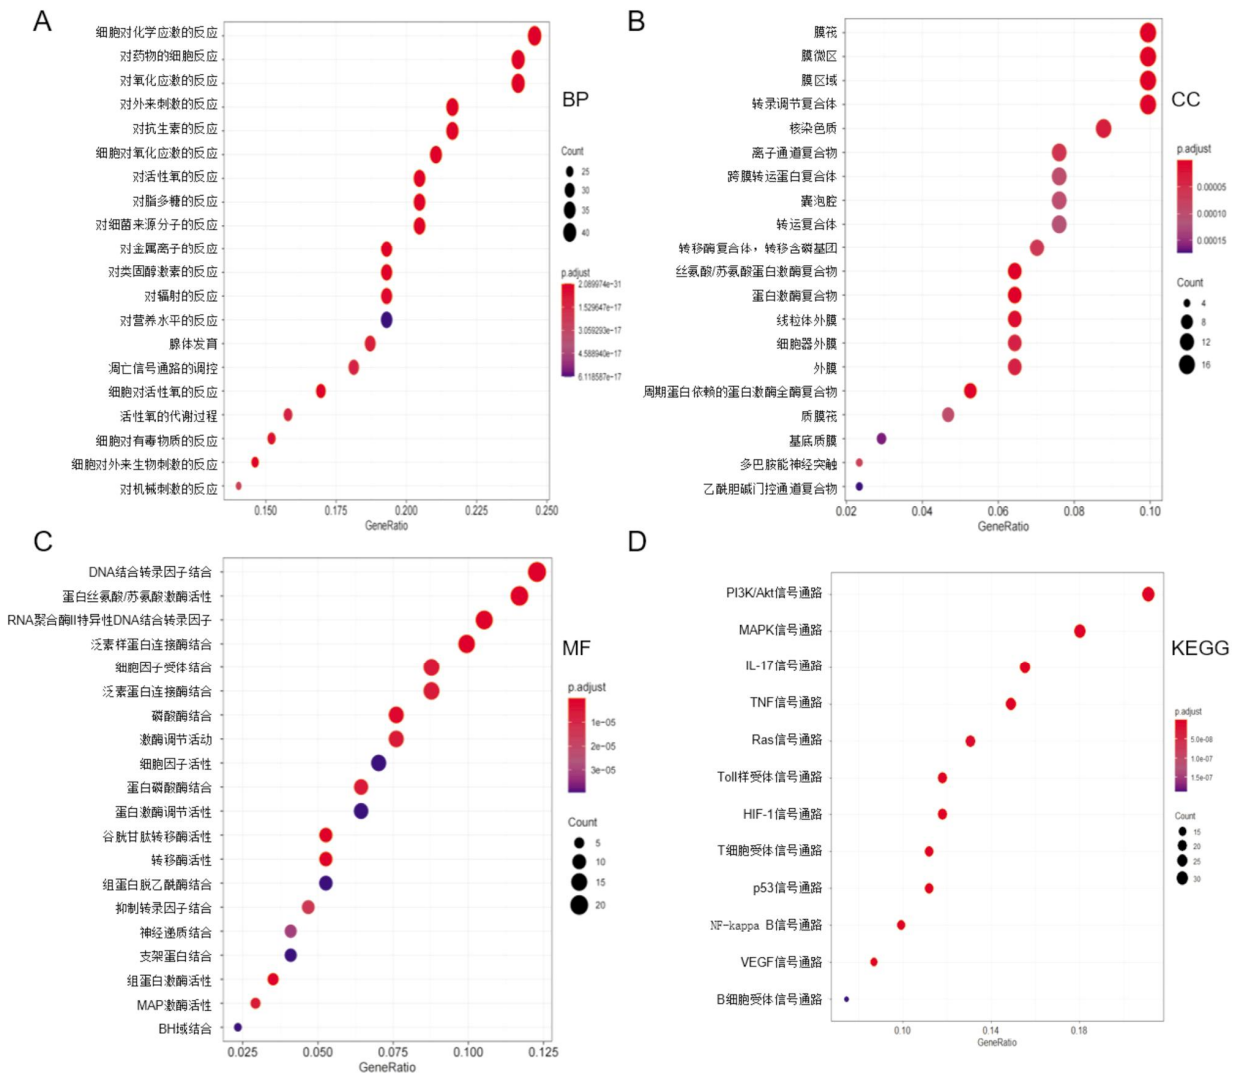 A
细胞对化学应激的反应
对药物的细胞反应
对氧化应激的反应
对外来刺激的反应
对抗生素的反应
细胞对氧化应激的反应
对活性氧的反应
对脂多糖的反应
对细菌来源分子的反应
对金属离子的反应
对类固醇激素的反应
对辐射的反应
对营养水平的反应
腺体发育
凋亡信号通路的调控
细胞对活性氧的反应
活性氧的代谢过程
细胞对有毒物质的反应
细胞对外来生物刺激的反应
对机械刺激的反应
0.150 0.175 0.200 0.225 0.250
GeneRatio
BP
Count
25
30
35
40
p.adjust
2.089974e-31
1.529647e-17
3.059293e-17
4.588940e-17
6.118587e-17
B
膜筏
膜微区
膜区域
转录调节复合体
核染色质
离子通道复合物
跨膜转运蛋白复合体
囊泡腔
转运复合体
转移酶复合体，转移含磷基团
丝氨酸/苏氨酸蛋白激酶复合物
蛋白激酶复合物
线粒体外膜
细胞器外膜
外膜
周期蛋白依赖的蛋白激酶全酶复合物
质膜筏
基底质膜
多巴胺能神经突触
乙酰胆碱门控通道复合物
0.02 0.04 0.06 0.08 0.10
GeneRatio
CC
p.adjust
0.00005
0.00010
0.00015
Count
4
8
12
16
C
DNA结合转录因子结合
蛋白丝氨酸/苏氨酸激酶活性
RNA聚合酶II特异性DNA结合转录因子
泛素样蛋白连接酶结合
细胞因子受体结合
泛素蛋白连接酶结合
磷酸酶结合
激酶调节活动
细胞因子活性
蛋白磷酸酶结合
蛋白激酶调节活性
谷胱甘肽转移酶活性
转移酶活性
组蛋白脱乙酰酶结合
抑制转录因子结合
神经递质结合
支架蛋白结合
组蛋白激酶活性
MAP激酶活性
BH域结合
0.025 0.050 0.075 0.100 0.125
GeneRatio
MF
p.adjust
1e-05
2e-05
3e-05
Count
5
10
15
20
D
PI3K/Akt信号通路
MAPK信号通路
IL-17信号通路
TNF信号通路
Ras信号通路
Toll样受体信号通路
HIF-1信号通路
T细胞受体信号通路
p53信号通路
NF-kappa B信号通路
VEGF信号通路
B细胞受体信号通路
0.10 0.14 0.18
GeneRatio
KEGG
p.adjust
5.0e-08
1.0e-07
1.5e-07
Count
15
20
25
30